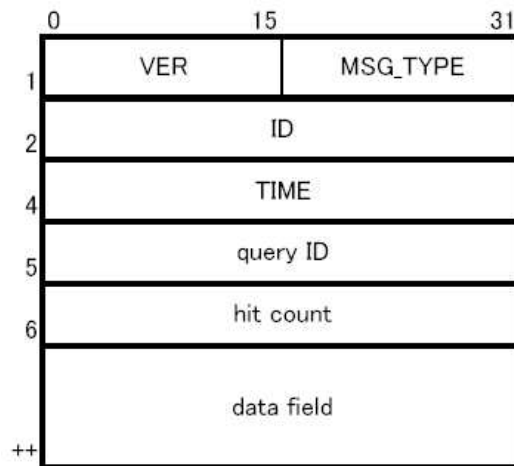 0 15 31
VER MSG_TYPE
1
ID
2
TIME
4
query ID
5
hit count
6
data field
++